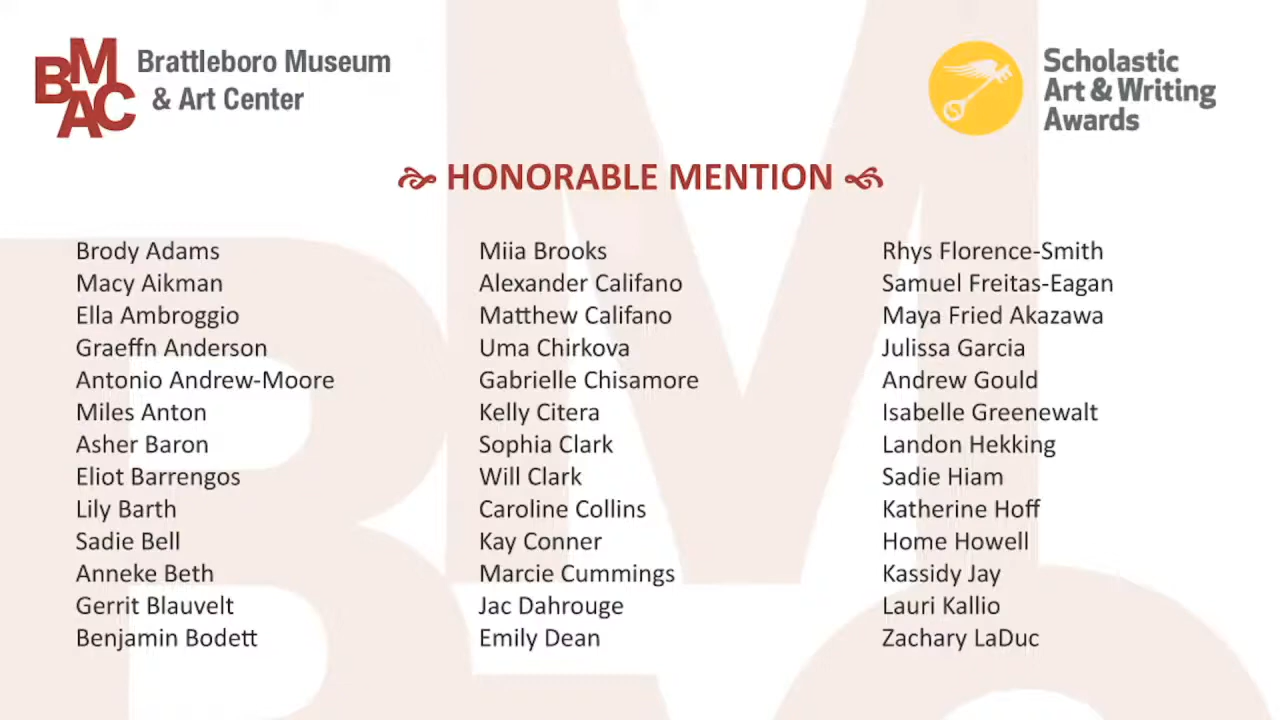 BMAC
Brattleboro Museum
& Art Center
Scholastic
Art & Writing
Awards
HONORABLE MENTION
Brody Adams
Macy Aikman
Ella Ambroggio
Graeffn Anderson
Antonio Andrew-Moore
Miles Anton
Asher Baron
Eliot Barrengos
Lily Barth
Sadie Bell
Anneke Beth
Gerrit Blauvelt
Benjamin Bodett
Miia Brooks
Alexander Califano
Matthew Califano
Uma Chirkova
Gabrielle Chisamore
Kelly Citera
Sophia Clark
Will Clark
Caroline Collins
Kay Conner
Marcie Cummings
Jac Dahrouge
Emily Dean
Rhys Florence-Smith
Samuel Freitas-Eagan
Maya Fried Akazawa
Julissa Garcia
Andrew Gould
Isabelle Greenewalt
Landon Hekking
Sadie Hiam
Katherine Hoff
Home Howell
Kassidy Jay
Lauri Kallio
Zachary LaDuc